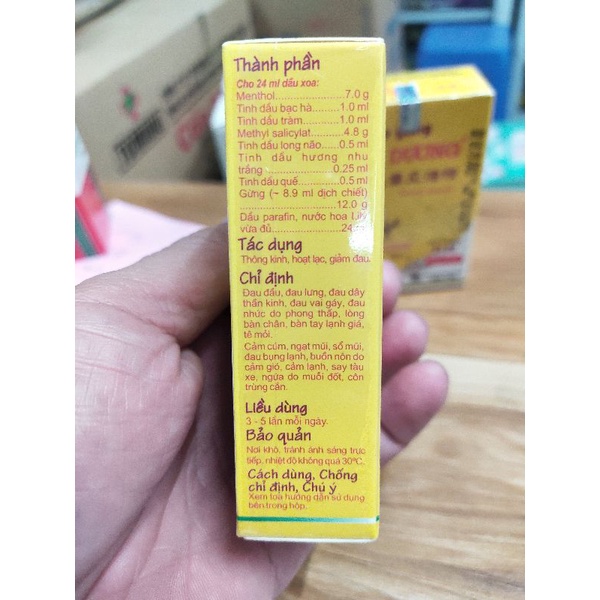 Thành phần
Cho 24 ml dầu xoa:
Menthol....................7.0 g
Tinh dầu bạc hà..........1.0 ml
Tinh dầu tràm............1.0 ml
Methyl salicylat..........4.8 g
Tinh dầu long não.....0.5 ml
Tinh dầu hương nhu
trắng....................0.25 ml
Tinh dầu quế............0.5 ml
Gừng (~ 8.9 ml dịch chiết)
............................12.0 g
Dầu parafin, nước hoa Lily
vừa đủ....................24
Tác dụng
Thông kinh, hoạt lạc, giảm đau.
Chỉ định
Đau đầu, đau lưng, đau dây
thần kinh, đau vai gáy, đau
nhức do phong thấp, lòng
bàn chân, bàn tay lạnh giá,
tê mỏi.
Cảm cúm, ngạt mũi, sổ mũi,
đau bụng lạnh, buồn nôn do
cảm gió, cảm lạnh, say tàu
xe, ngứa do muỗi đốt, côn
trùng cắn.
Liều dùng
3 - 5 lần mỗi ngày.
Bảo quản
Nơi khô, tránh ánh sáng trực
tiếp, nhiệt độ không quá 30°C.
Cách dùng, Chống
chỉ định, Chú ý
Xem toa hướng dẫn sử dụng
bên trong hộp.